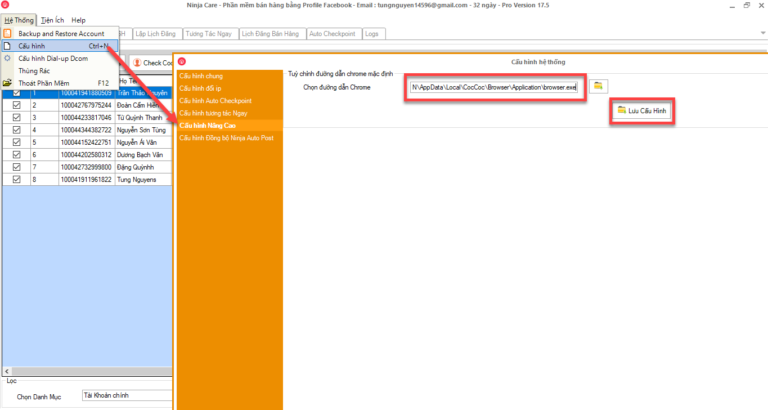 Ninja Care - Phần mềm bán hàng bằng Profile Facebook - Email : tungnguyen14596@gmail.com - 32 ngày - Pro Version 17.5
Hệ Thống Tiện Ích Help
Backup and Restore Account
Cấu hình Ctrl+N
Cấu hình Dial-up Dcom
Thùng Rác
Thoát Phần Mềm F12
Lập Lịch Đăng Tương Tác Ngay Lịch Đăng Bán Hàng Auto Checkpoint Logs
Check Coo
Họ Tê
1 100041941880509 Trần Thảo Nguyên
2 100042767975244 Đoàn Cẩm Hiền
3 100044233817046 Từ Quỳnh Thanh
4 100044344382722 Nguyễn Sơn Tùng
5 100044152422751 Nguyễn Ái Vân
6 100044202580312 Dương Bạch Vân
7 100042732999800 Đặng Quỳnhh
8 100041911961822 Tung Nguyens
Cấu hình hệ thống
Cấu hình chung
Cấu hình đổi ip
Cấu hình Auto Checkpoint
Cấu hình tương tác Ngay
Cấu hình Nâng Cao
Cấu hình Đồng bộ Ninja Auto Post
Tuỳ chỉnh đường dẫn chrome mặc định
Chọn đường dẫn Chrome N\AppData\Local\CocCoc\Browser\Application\browser.exe
Lưu Cấu Hình
Lọc
Chọn Danh Mục Tài Khoản chính